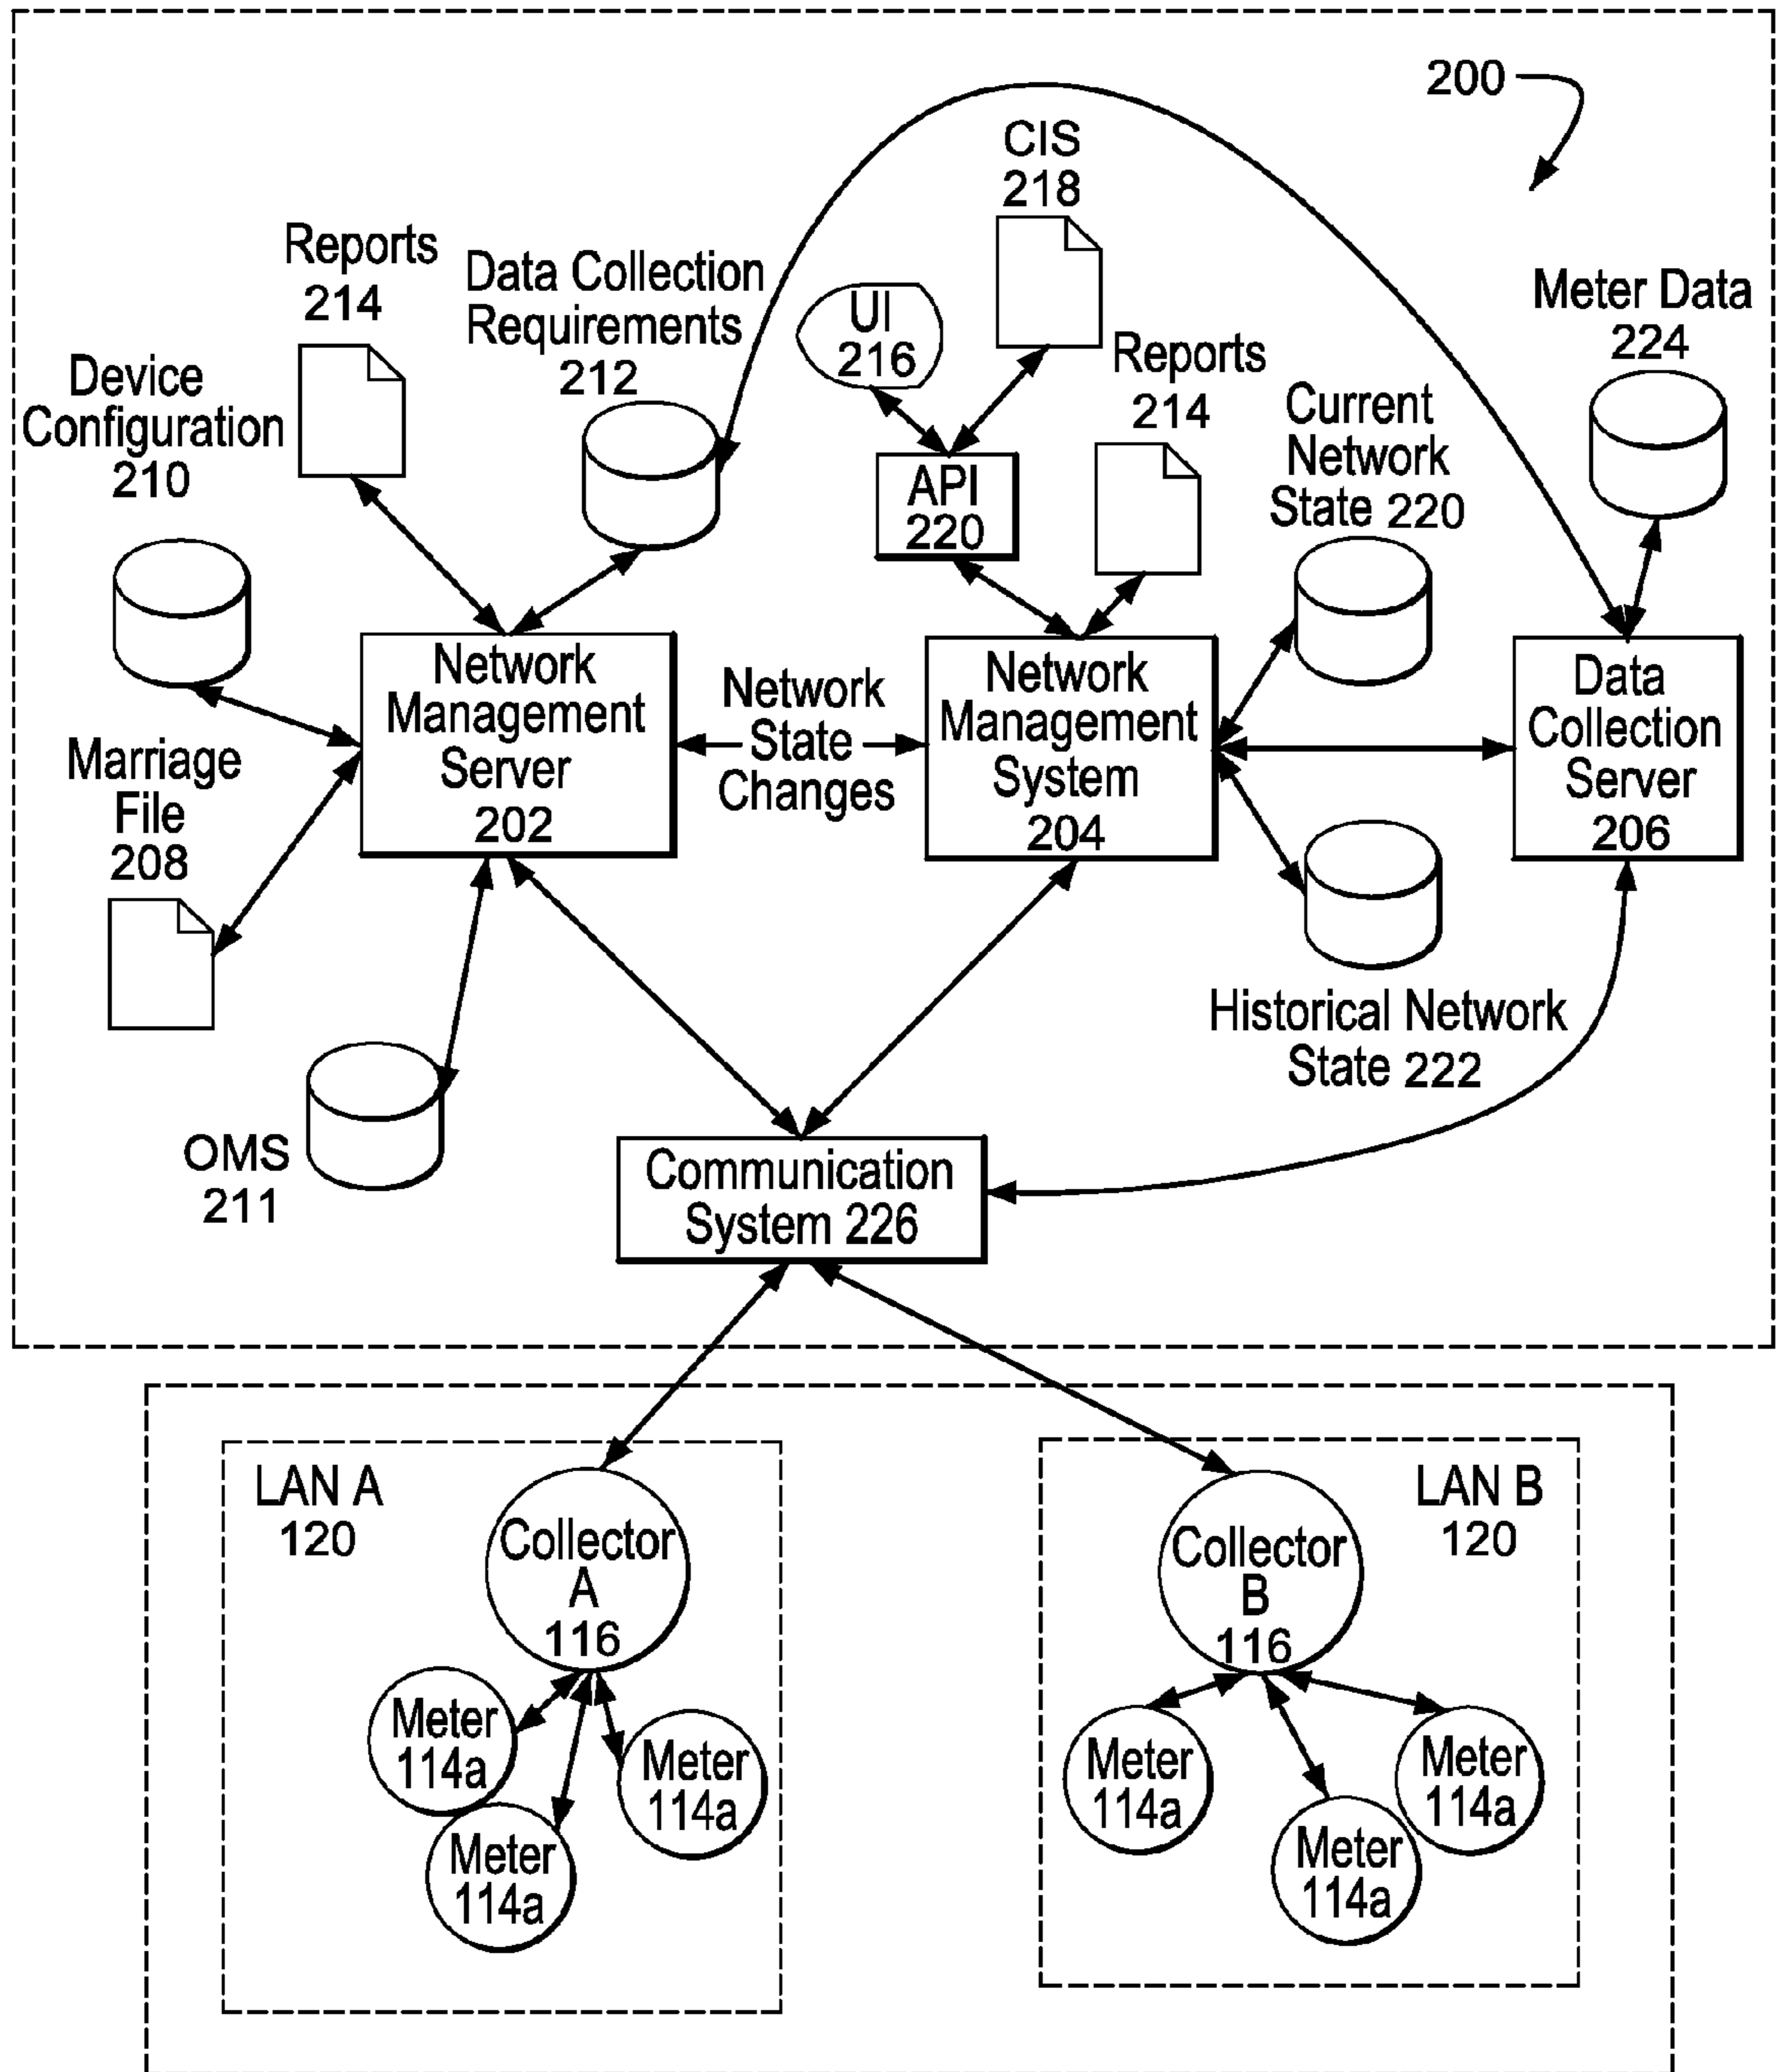 200
CIS
218
Reports
214
Data Collection
Requirements
212
UI
216
Meter Data
224
Device
Configuration
210
Reports
214
Current
Network
State 220
API
220
Network
Management
Server
202
Network
State
Changes
Network
Management
System
204
Data
Collection
Server
206
Marriage
File
208
Historical Network
State 222
OMS
211
Communication
System 226
LAN A
120
Collector
A
116
Meter
114a
Meter
114a
Meter
114a
LAN B
120
Collector
B
116
Meter
114a
Meter
114a
Meter
114a